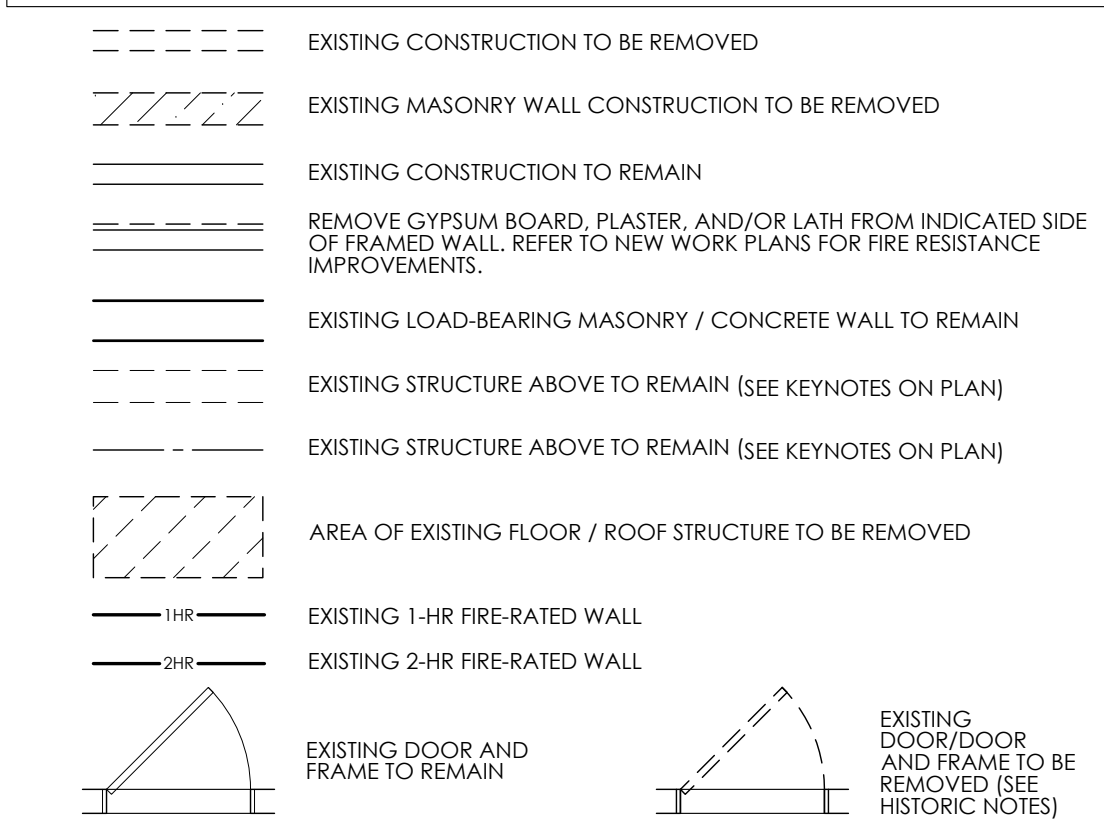 EXISTING CONSTRUCTION TO BE REMOVED
EXISTING MASONRY WALL CONSTRUCTION TO BE REMOVED
EXISTING CONSTRUCTION TO REMAIN
REMOVE GYPSUM BOARD, PLASTER, AND/OR LATH FROM INDICATED SIDE
OF FRAMED WALL. REFER TO NEW WORK PLANS FOR FIRE RESISTANCE
IMPROVEMENTS.
EXISTING LOAD-BEARING MASONRY / CONCRETE WALL TO REMAIN
EXISTING STRUCTURE ABOVE TO REMAIN (SEE KEYNOTES ON PLAN)
EXISTING STRUCTURE ABOVE TO REMAIN (SEE KEYNOTES ON PLAN)
AREA OF EXISTING FLOOR / ROOF STRUCTURE TO BE REMOVED
1HR EXISTING 1-HR FIRE-RATED WALL
2HR EXISTING 2-HR FIRE-RATED WALL
EXISTING DOOR AND
FRAME TO REMAIN
EXISTING
DOOR/DOOR
AND FRAME TO BE
REMOVED (SEE
HISTORIC NOTES)